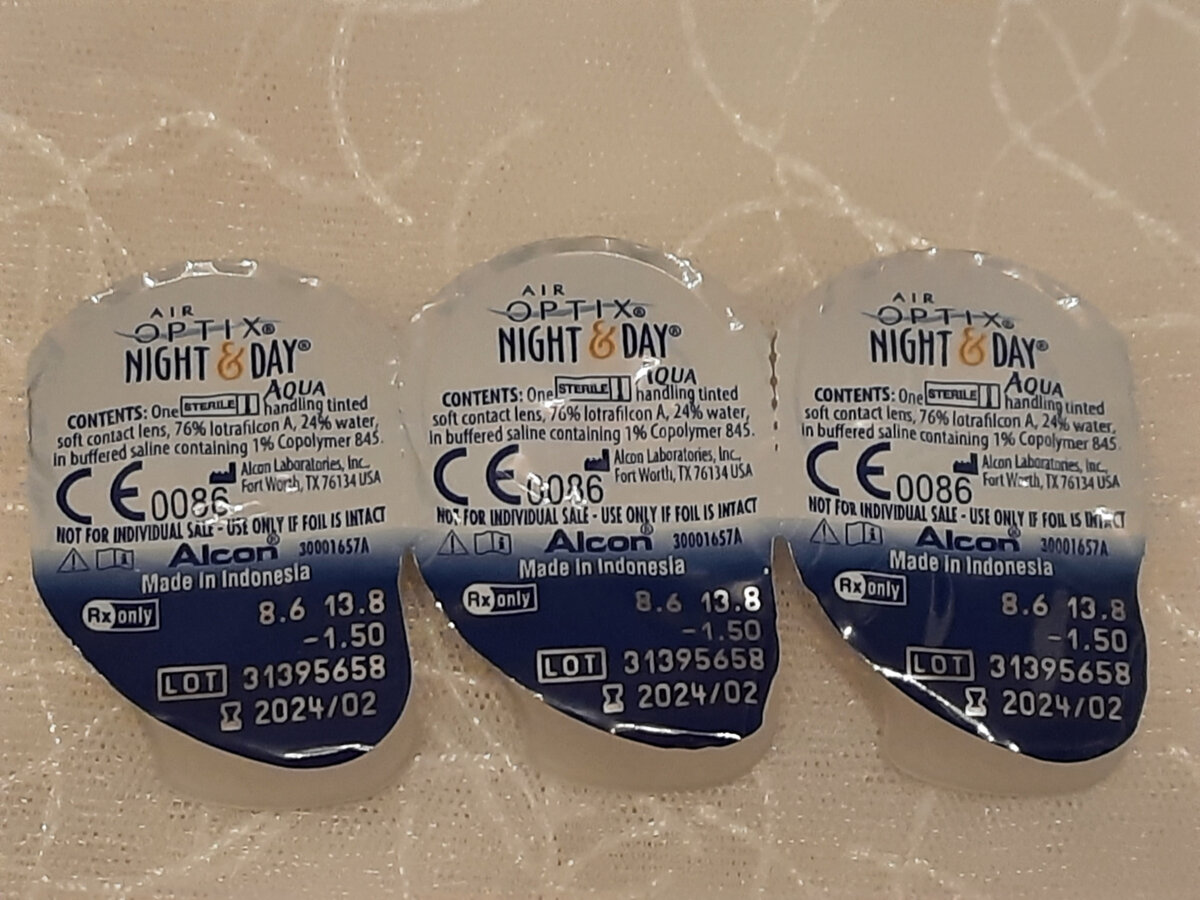 AIR
OPTIX®
NIGHT & DAY®
AQUA
CONTENTS: One STERILE handling tinted
soft contact lens, 76% lotrafilcon A, 24% water,
in buffered saline containing 1% Copolymer 845.
CE 0086 Alcon Laboratories, Inc.,
Fort Worth, TX 76134 USA
NOT FOR INDIVIDUAL SALE - USE ONLY IF FOIL IS INTACT
Alcon® 30001657A
Made in Indonesia
Rx only
8.6 13.8
-1.50
LOT 31395658
2024/02
AIR
OPTIX®
NIGHT & DAY®
AQUA
CONTENTS: One STERILE handling tinted
soft contact lens, 76% lotrafilcon A, 24% water,
in buffered saline containing 1% Copolymer 845.
CE 0086 Alcon Laboratories, Inc.,
Fort Worth, TX 76134 USA
NOT FOR INDIVIDUAL SALE - USE ONLY IF FOIL IS INTACT
Alcon® 30001657A
Made in Indonesia
Rx only
8.6 13.8
-1.50
LOT 31395658
2024/02
AIR
OPTIX®
NIGHT & DAY®
AQUA
CONTENTS: One STERILE handling tinted
soft contact lens, 76% lotrafilcon A, 24% water,
in buffered saline containing 1% Copolymer 845.
CE 0086 Alcon Laboratories, Inc.,
Fort Worth, TX 76134 USA
NOT FOR INDIVIDUAL SALE - USE ONLY IF FOIL IS INTACT
Alcon® 30001657A
Made in Indonesia
Rx only
8.6 13.8
-1.50
LOT 31395658
2024/02